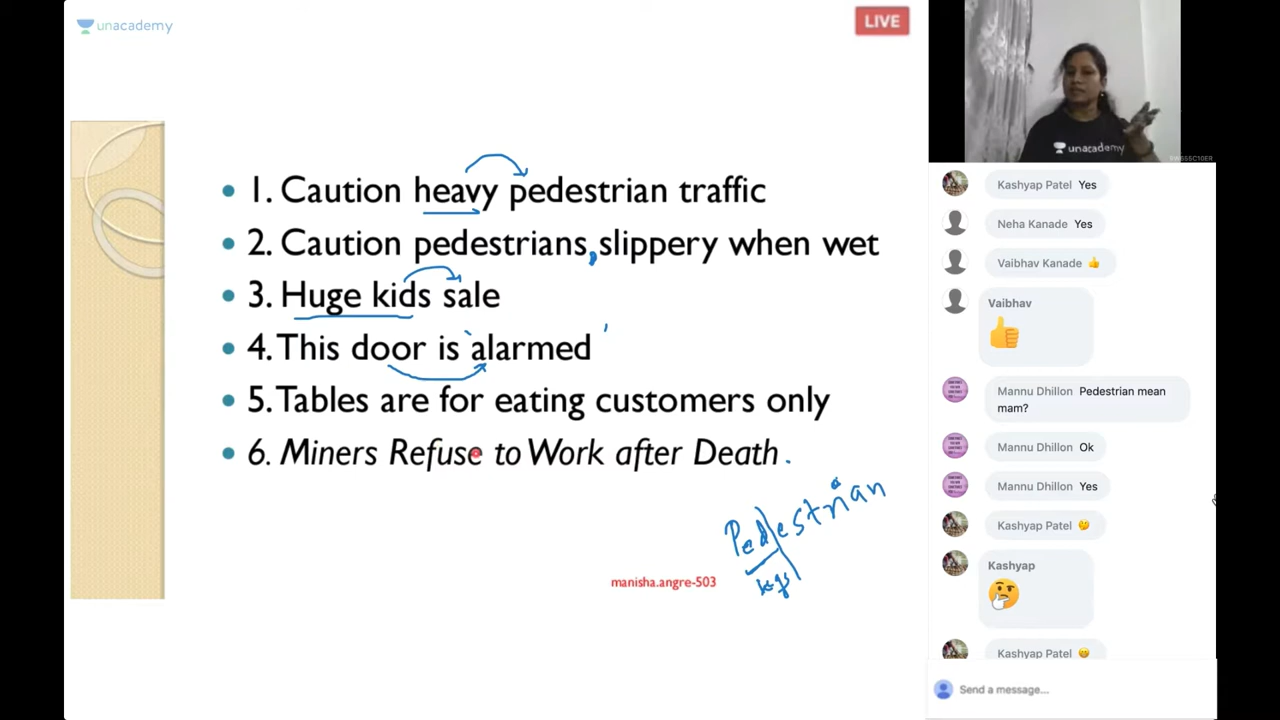 unacademy
LIVE
1. Caution heavy pedestrian traffic
2. Caution pedestrians, slippery when wet
3. Huge kids sale
4. This door is alarmed
5. Tables are for eating customers only
6. Miners Refuse to Work after Death.
Pedestrian
legs
manisha.angre-503
unacademy
Kashyap Patel Yes
Neha Kanade Yes
Vaibhav Kanade 👍
Vaibhav
Mannu Dhillon Pedestrian mean
mam?
Mannu Dhillon Ok
Mannu Dhillon Yes
Kashyap Patel 🤔
Kashyap
Kashyap Patel
Send a message...